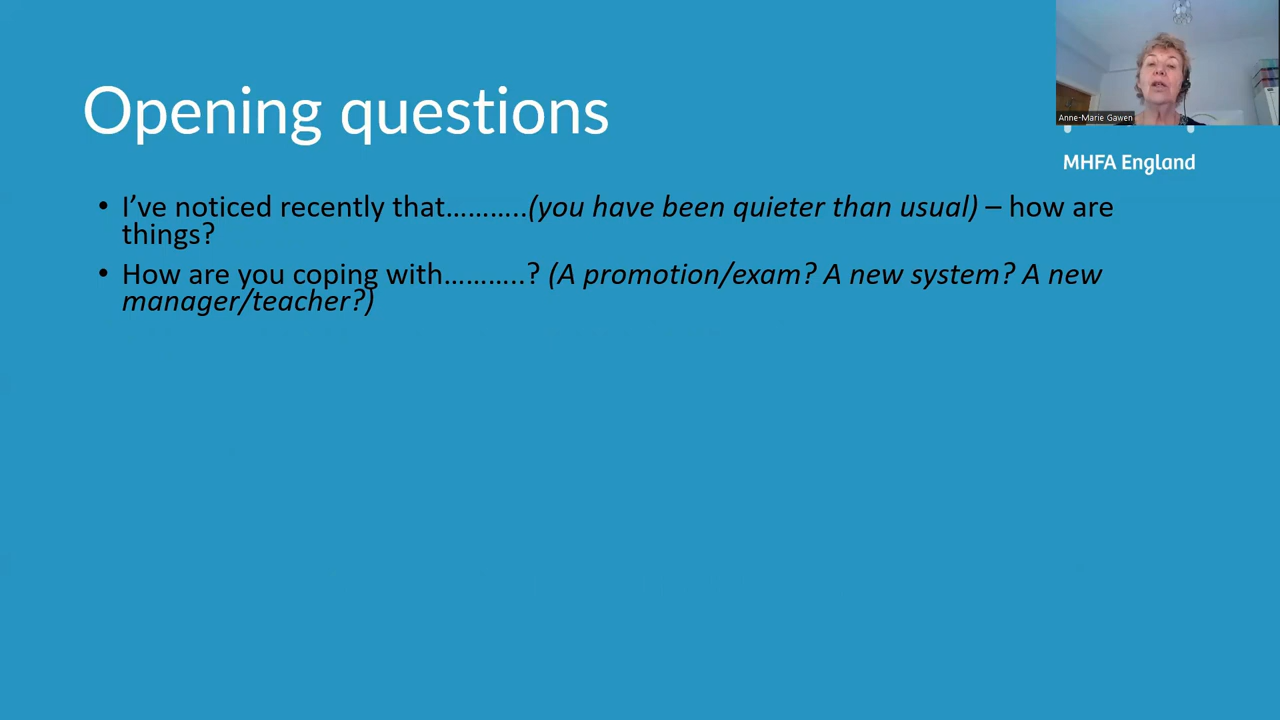 Opening questions
Anne-Marie Gawen
MHFA England
• I’ve noticed recently that………..(you have been quieter than usual) – how are
things?
• How are you coping with………..? (A promotion/exam? A new system? A new
manager/teacher?)